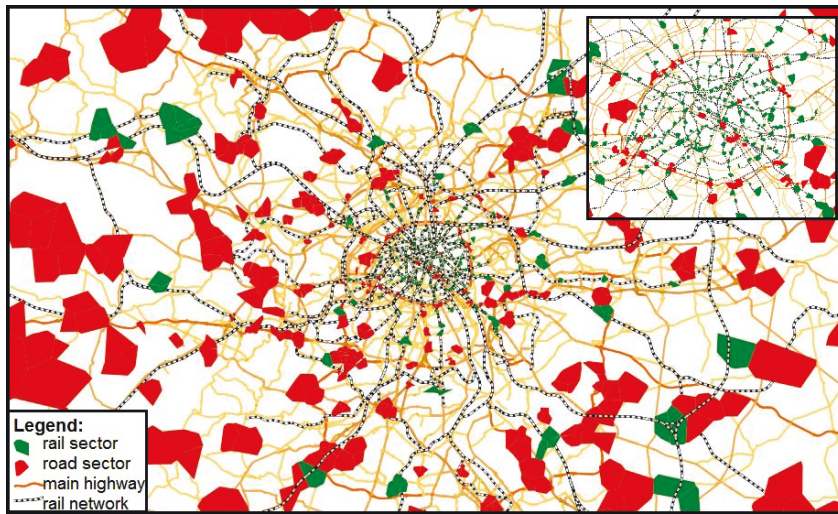 Legend:
rail sector
road sector
main highway
rail network